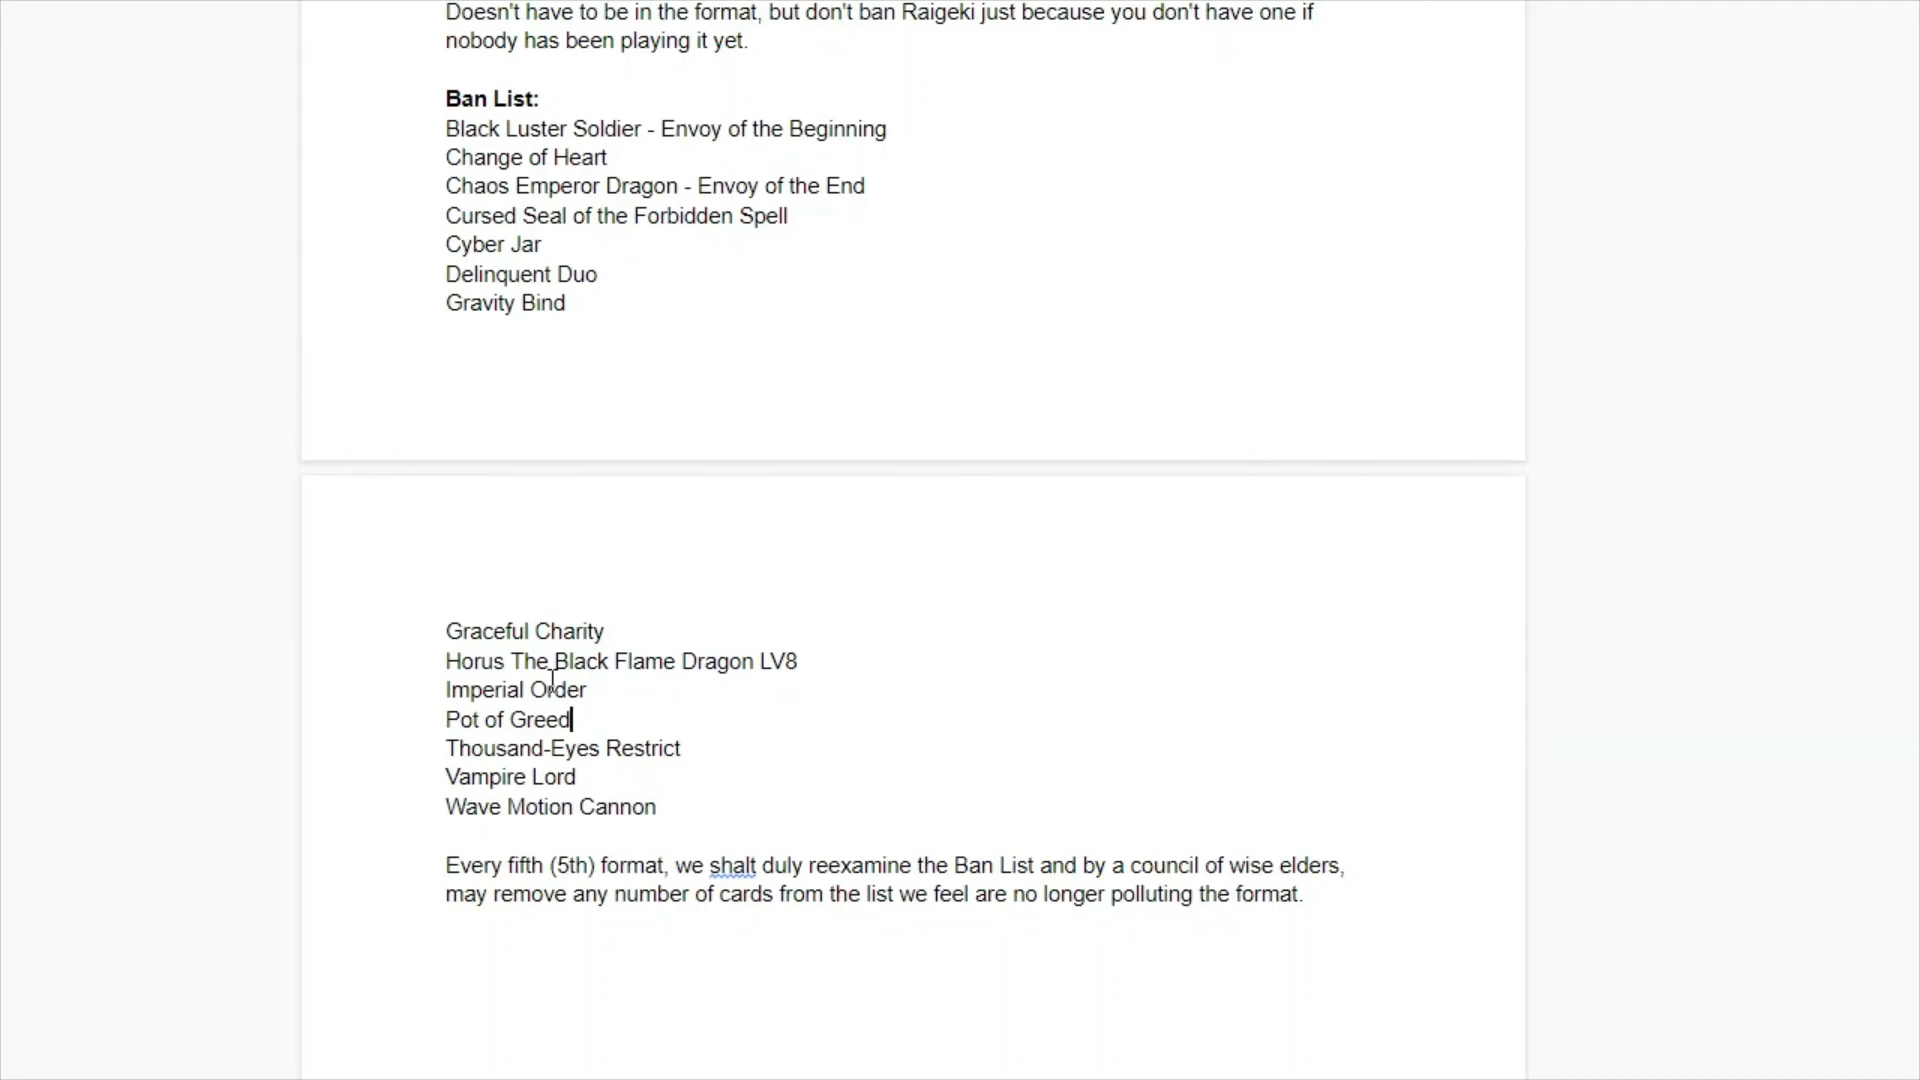 Doesn't have to be in the format, but don't ban Raigeki just because you don't have one if
nobody has been playing it yet.
Ban List:
Black Luster Soldier - Envoy of the Beginning
Change of Heart
Chaos Emperor Dragon - Envoy of the End
Cursed Seal of the Forbidden Spell
Cyber Jar
Delinquent Duo
Gravity Bind
Graceful Charity
Horus The Black Flame Dragon LV8
Imperial Order
Pot of Greed
Thousand-Eyes Restrict
Vampire Lord
Wave Motion Cannon
Every fifth (5th) format, we shalt duly reexamine the Ban List and by a council of wise elders,
may remove any number of cards from the list we feel are no longer polluting the format.